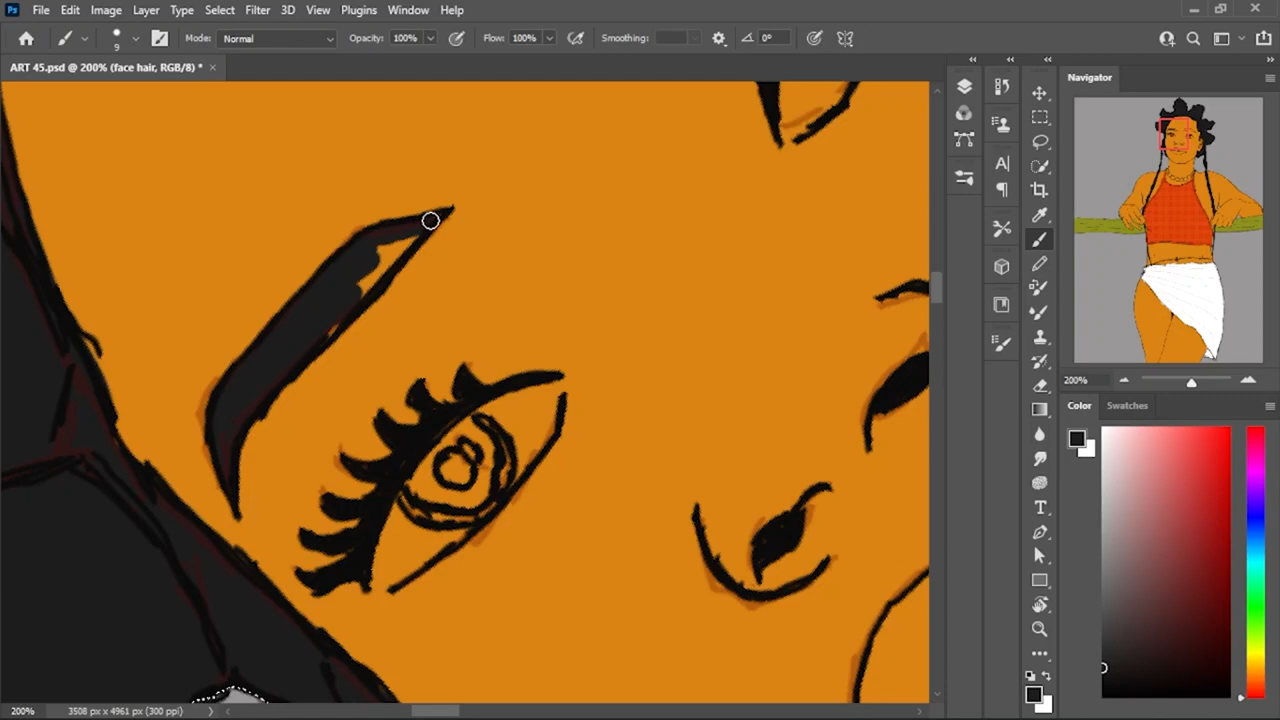 Ps File Edit Image Layer Type Select Filter 3D View Plugins Window Help
9 Mode: Normal Opacity: 100% Flow: 100% Smoothing: 0°
ART 45.psd @ 200% (face hair, RGB/8) * ×
Navigator
200%
Color Swatches
200% 3508 px x 4961 px (300 ppi)